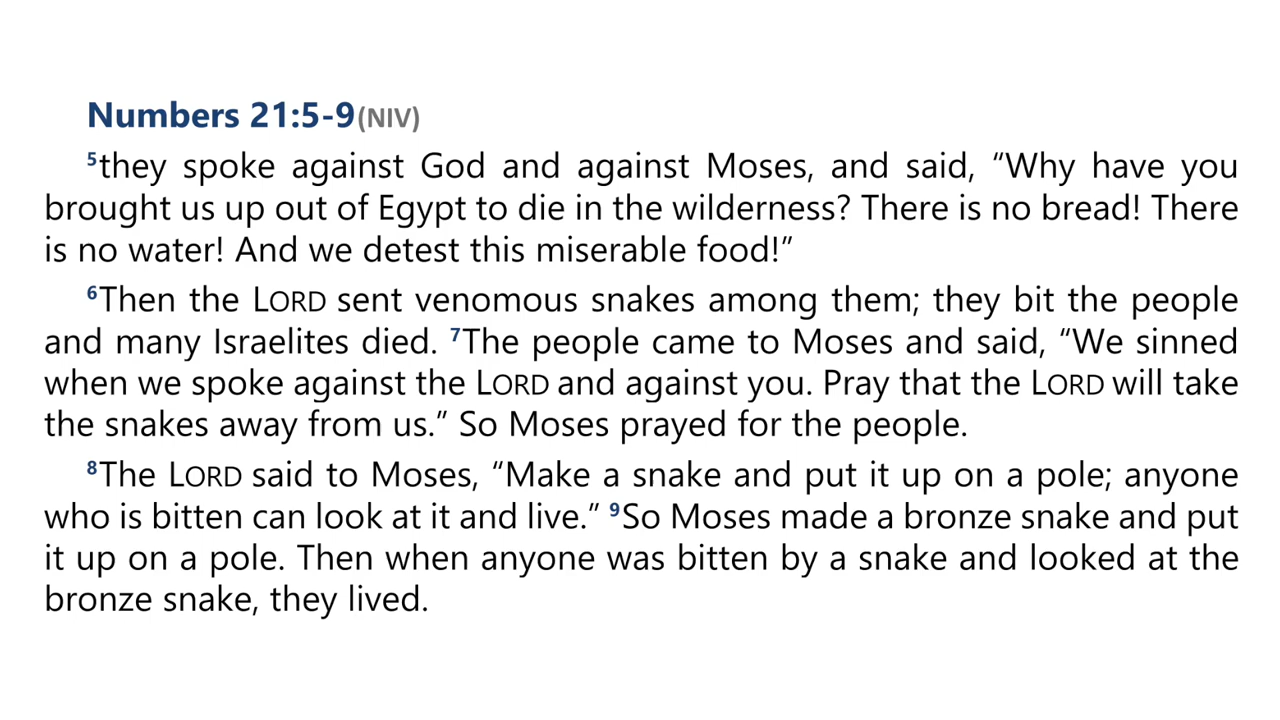 Numbers 21:5-9(NIV)
⁵they spoke against God and against Moses, and said, “Why have you
brought us up out of Egypt to die in the wilderness? There is no bread! There
is no water! And we detest this miserable food!”
⁶Then the LORD sent venomous snakes among them; they bit the people
and many Israelites died. ⁷The people came to Moses and said, “We sinned
when we spoke against the LORD and against you. Pray that the LORD will take
the snakes away from us.” So Moses prayed for the people.
⁸The LORD said to Moses, “Make a snake and put it up on a pole; anyone
who is bitten can look at it and live.” ⁹So Moses made a bronze snake and put
it up on a pole. Then when anyone was bitten by a snake and looked at the
bronze snake, they lived.